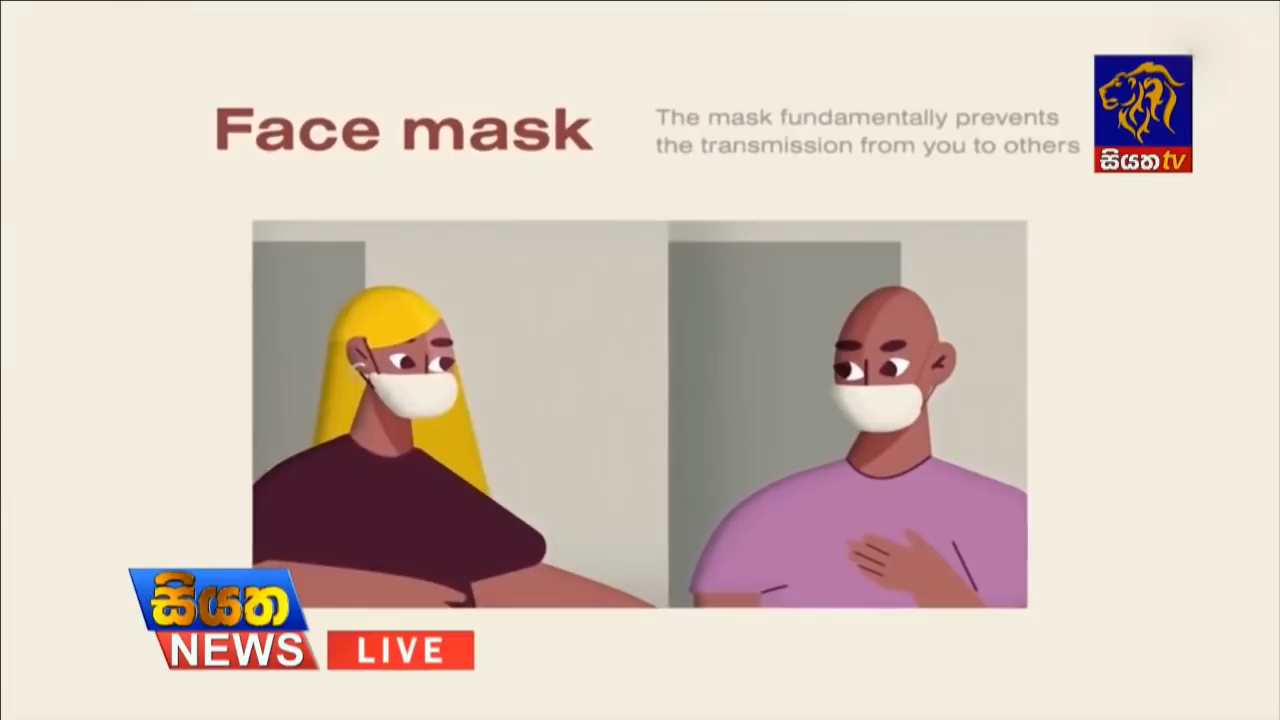 Face mask
The mask fundamentally prevents
the transmission from you to others
සියත tv
සියත
NEWS
LIVE